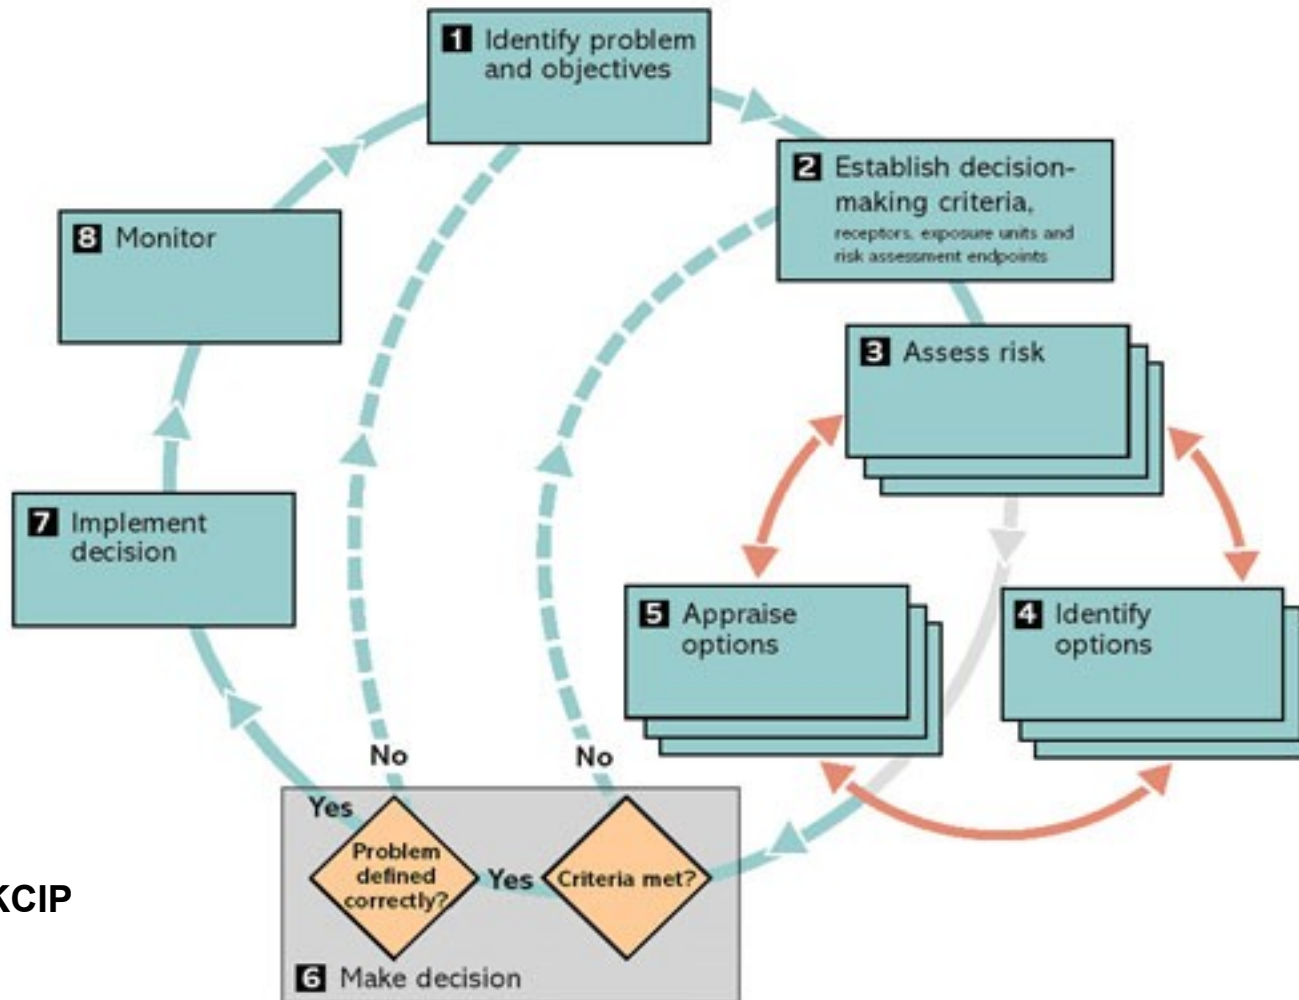 1 Identify problem
and objectives
2 Establish decision-
making criteria,
receptors, exposure units and
risk assessment endpoints
8 Monitor
3 Assess risk
7 Implement
decision
5 Appraise
options
4 Identify
options
No
No
Yes
Problem
defined
correctly?
Yes
Criteria met?
KCIP
6 Make decision